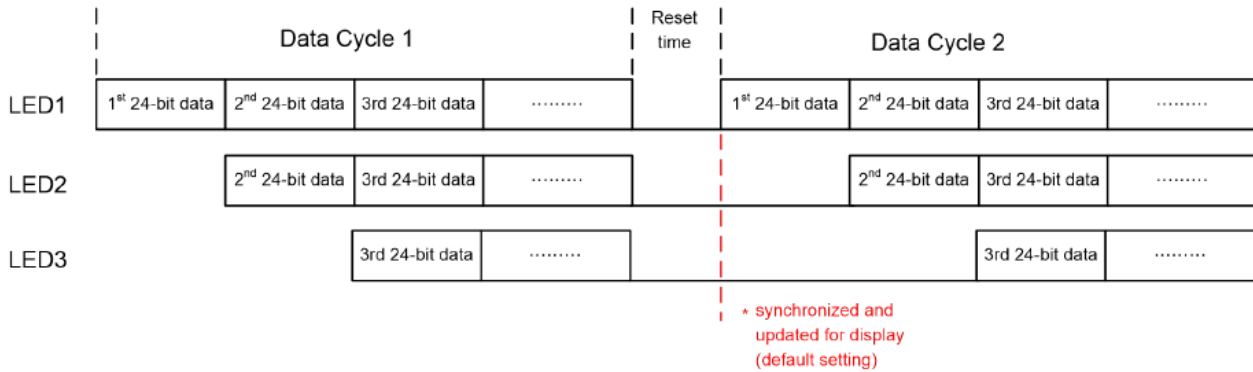 Data Cycle 1
Reset
time
Data Cycle 2
LED1
1st 24-bit data
2nd 24-bit data
3rd 24-bit data
.........
1st 24-bit data
2nd 24-bit data
3rd 24-bit data
.........
LED2
2nd 24-bit data
3rd 24-bit data
.........
2nd 24-bit data
3rd 24-bit data
.........
LED3
3rd 24-bit data
.........
3rd 24-bit data
.........
* synchronized and
updated for display
(default setting)